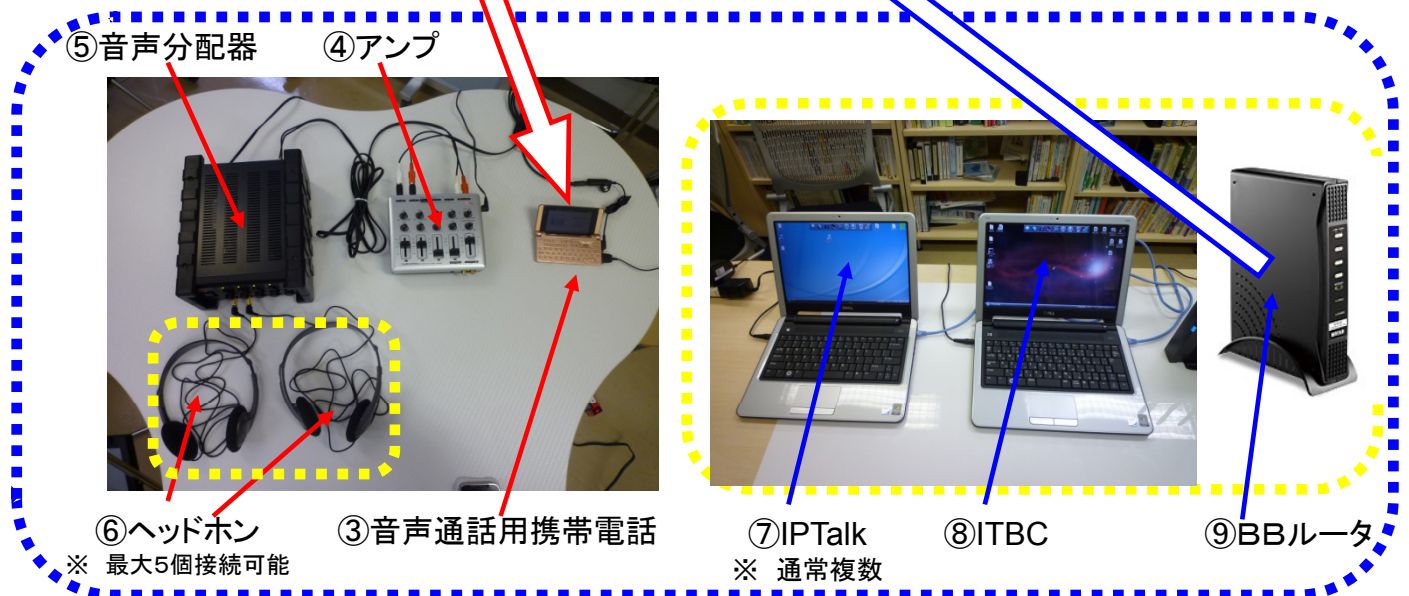 ⑤音声分配器
④アンプ
⑥ヘッドホン
※ 最大5個接続可能
③音声通話用携帯電話
⑦IPTalk
※ 通常複数
⑧ITBC
⑨BBルータ